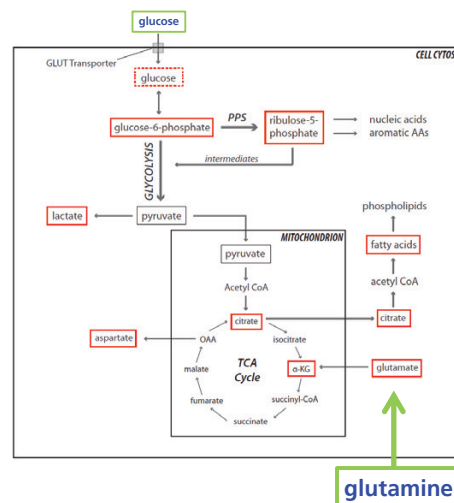 glucose
CELL CYTOS
GLUT Transporter
glucose
glucose-6-phosphate
PPS
ribulose-5-
phosphate
nucleic acids
aromatic AAs
GLYCOLYSIS
intermediates
lactate
pyruvate
phospholipids
MITOCHONDRION
fatty acids
pyruvate
acetyl CoA
Acetyl CoA
citrate
citrate
aspartate
OAA
isocitrate
TCA
Cycle
malate
α-KG
glutamate
fumarate
succinyl-CoA
succinate
glutamine